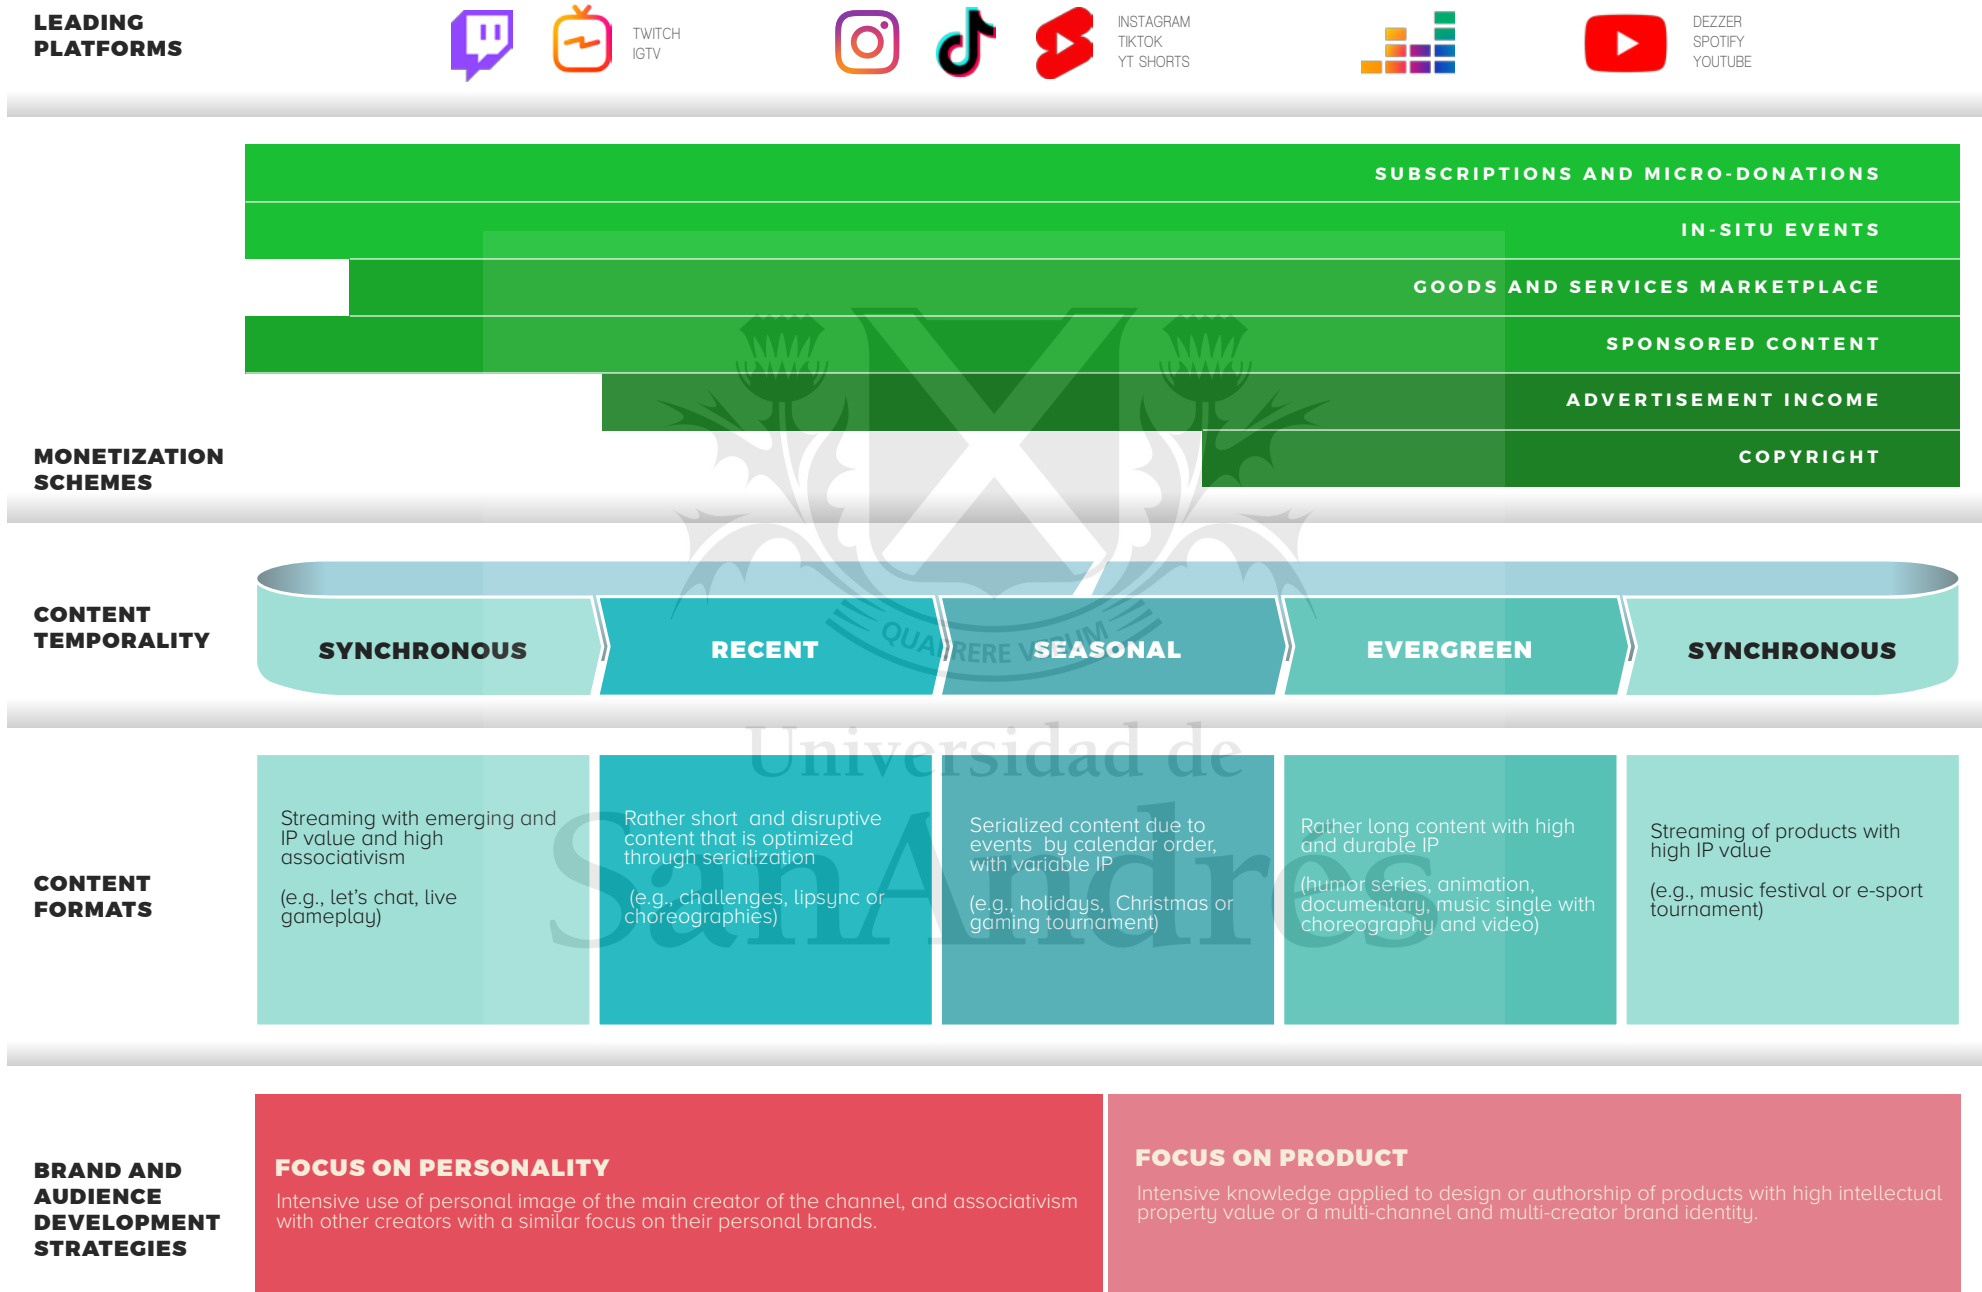 LEADING
PLATFORMS
TWITCH
IGTV
INSTAGRAM
TIKTOK
YT SHORTS
DEZZER
SPOTIFY
YOUTUBE
SUBSCRIPTIONS AND MICRO-DONATIONS
IN-SITU EVENTS
GOODS AND SERVICES MARKETPLACE
SPONSORED CONTENT
ADVERTISEMENT INCOME
COPYRIGHT
MONETIZATION
SCHEMES
CONTENT
TEMPORALITY
SYNCHRONOUS
RECENT
SEASONAL
EVERGREEN
SYNCHRONOUS
QUAERERE VERUM
Universidad de
SanAndrés
CONTENT
FORMATS
Streaming with emerging and
IP value and high
associativism
(e.g., let's chat, live
gameplay)
Rather short and disruptive
content that is optimized
through serialization
(e.g., challenges, lipsync or
choreographies)
Serialized content due to
events by calendar order,
with variable IP
(e.g., holidays, Christmas or
gaming tournament)
Rather long content with high
and durable IP
(humor series, animation,
documentary, music single with
choreography and video)
Streaming of products with
high IP value
(e.g., music festival or e-sport
tournament)
BRAND AND
AUDIENCE
DEVELOPMENT
STRATEGIES
FOCUS ON PERSONALITY
Intensive use of personal image of the main creator of the channel, and associativism
with other creators with a similar focus on their personal brands.
FOCUS ON PRODUCT
Intensive knowledge applied to design or authorship of products with high intellectual
property value or a multi-channel and multi-creator brand identity.